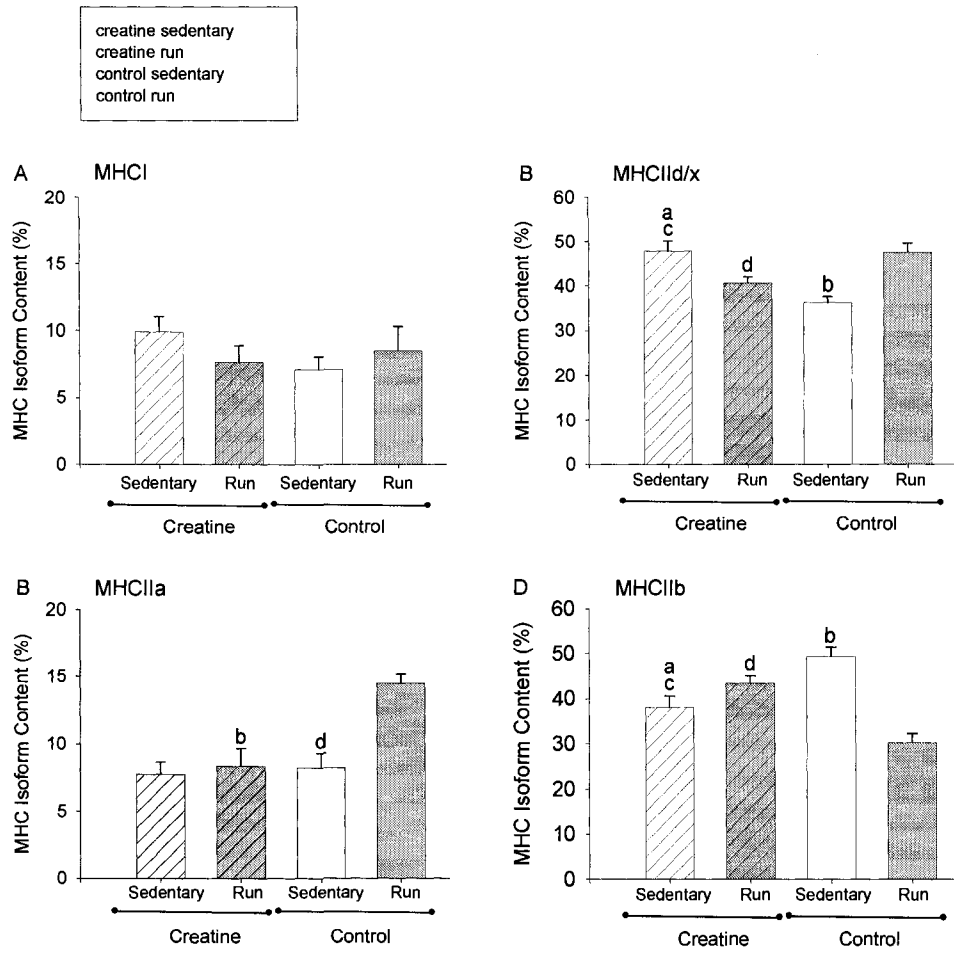 creatine sedentary
creatine run
control sedentary
control run
A MHCI
MHC Isoform Content (%)
20
15
10
5
0
Sedentary Run Sedentary Run
Creatine Control
B MHCIId/x
MHC Isoform Content (%)
60
50
40
30
20
10
0
a
c
d
b
Sedentary Run Sedentary Run
Creatine Control
B MHCIIa
MHC Isoform Content (%)
20
15
10
5
0
b
d
Sedentary Run Sedentary Run
Creatine Control
D MHCIIb
MHC Isoform Content (%)
60
50
40
30
20
10
0
a
c
d
b
Sedentary Run Sedentary Run
Creatine Control